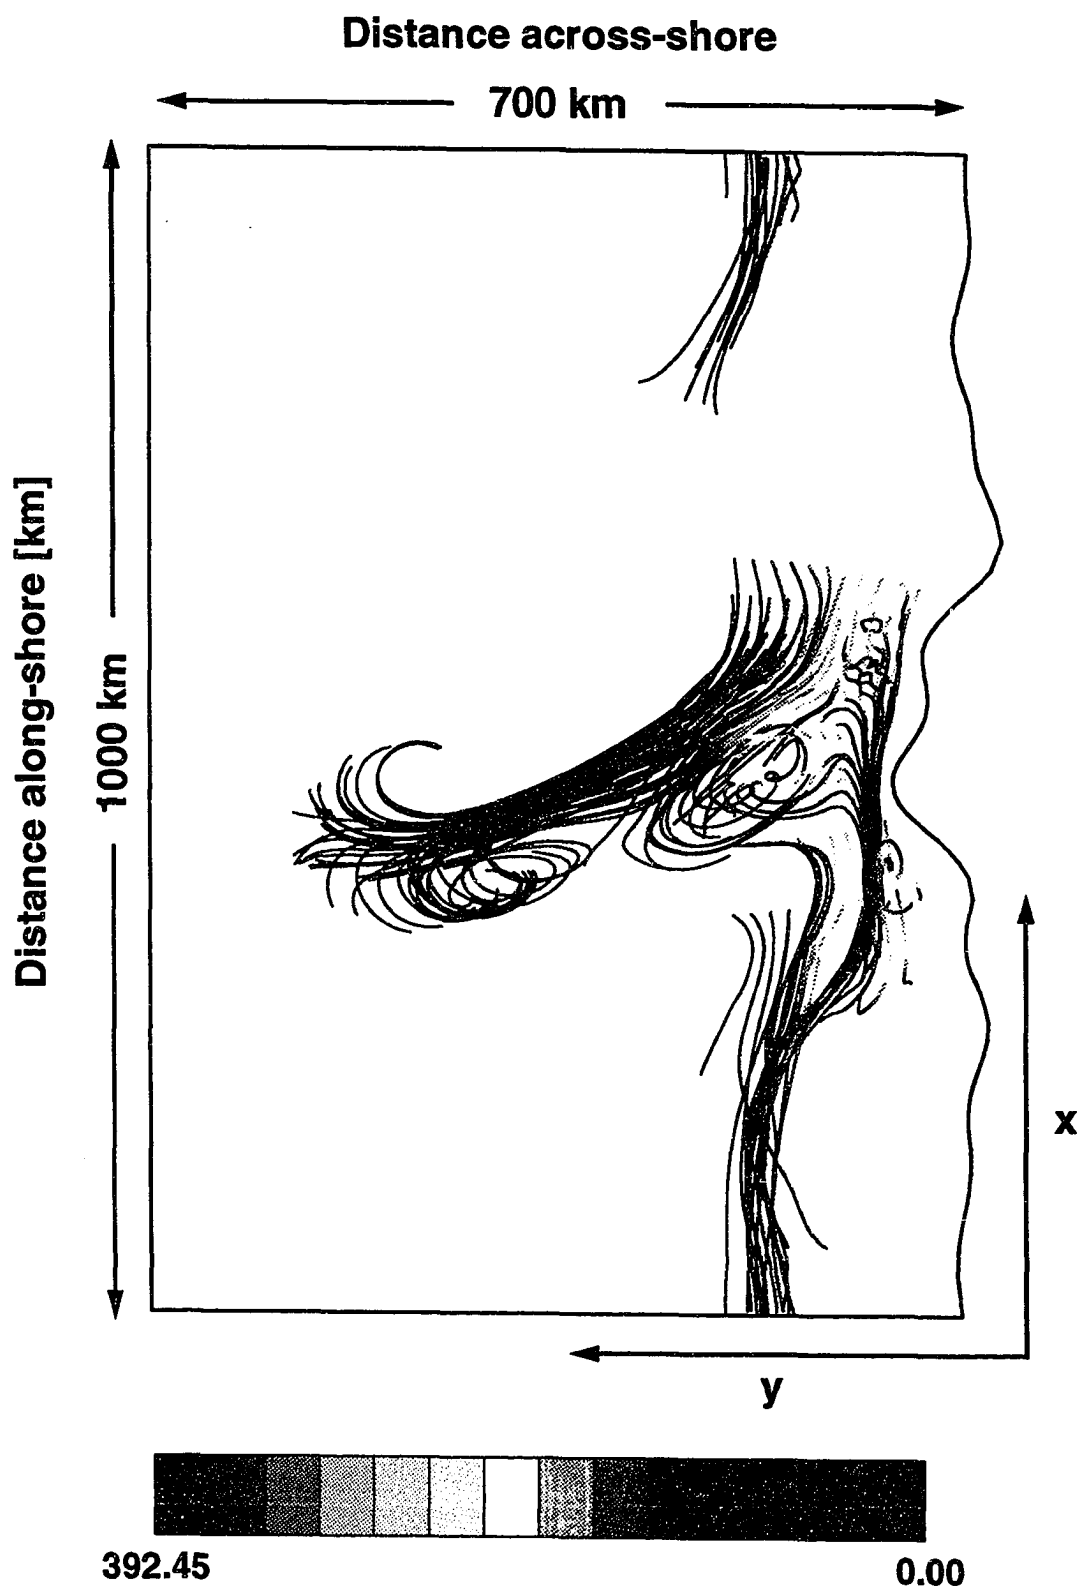 Distance across-shore
700 km
Distance along-shore [km]
1000 km
x
y
392.45
0.00